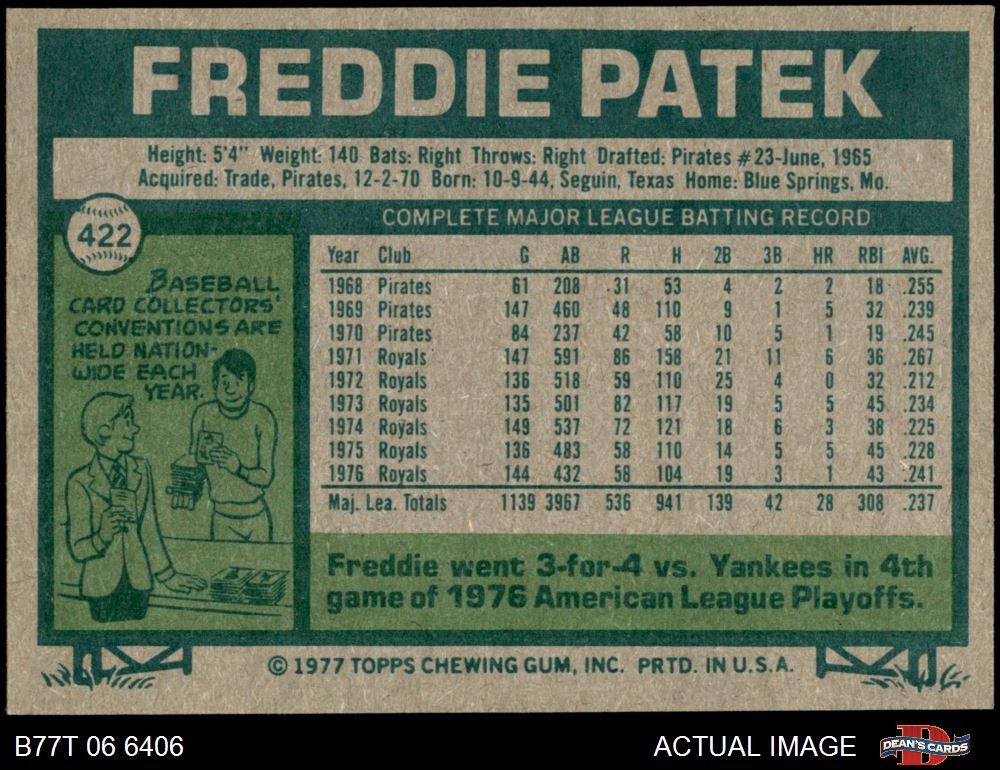 FREDDIE PATEK
Height: 5'4" Weight: 140 Bats: Right Throws: Right Drafted: Pirates #23-June, 1965
Acquired: Trade, Pirates, 12-2-70 Born: 10-9-44, Seguin, Texas Home: Blue Springs, Mo.
422
BASEBALL
CARD COLLECTORS'
CONVENTIONS ARE
HELD NATION-
WIDE EACH
YEAR.
COMPLETE MAJOR LEAGUE BATTING RECORD
Year Club G AB R H 2B 3B HR RBI AVG.
1968 Pirates 61 208 31 53 4 2 2 18 .255
1969 Pirates 147 460 48 110 9 1 5 32 .239
1970 Pirates 84 237 42 58 10 5 1 19 .245
1971 Royals 147 591 86 158 21 11 6 36 .267
1972 Royals 136 518 59 110 25 4 0 32 .212
1973 Royals 135 501 82 117 19 5 5 45 .234
1974 Royals 149 537 72 121 18 6 3 38 .225
1975 Royals 136 483 58 110 14 5 5 45 .228
1976 Royals 144 432 58 104 19 3 1 43 .241
Maj. Lea. Totals 1139 3967 536 941 139 42 28 308 .237
Freddie went 3-for-4 vs. Yankees in 4th
game of 1976 American League Playoffs.
© 1977 TOPPS CHEWING GUM, INC. PRTD. IN U.S.A.
B77T 06 6406
ACTUAL IMAGE
D
DEAN'S CARDS